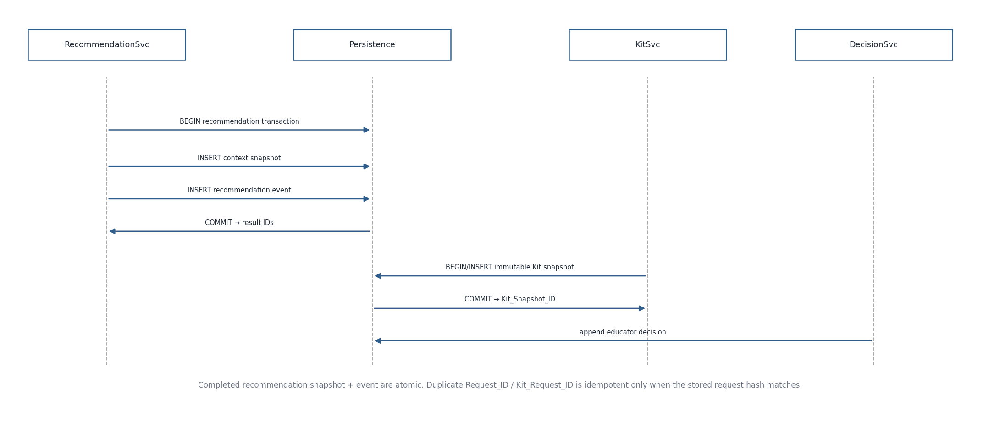 RecommendationSvc
Persistence
KitSvc
DecisionSvc
BEGIN recommendation transaction
INSERT context snapshot
INSERT recommendation event
COMMIT → result IDs
BEGIN/INSERT immutable Kit snapshot
COMMIT → Kit_Snapshot_ID
append educator decision
Completed recommendation snapshot + event are atomic. Duplicate Request_ID / Kit_Request_ID is idempotent only when the stored request hash matches.